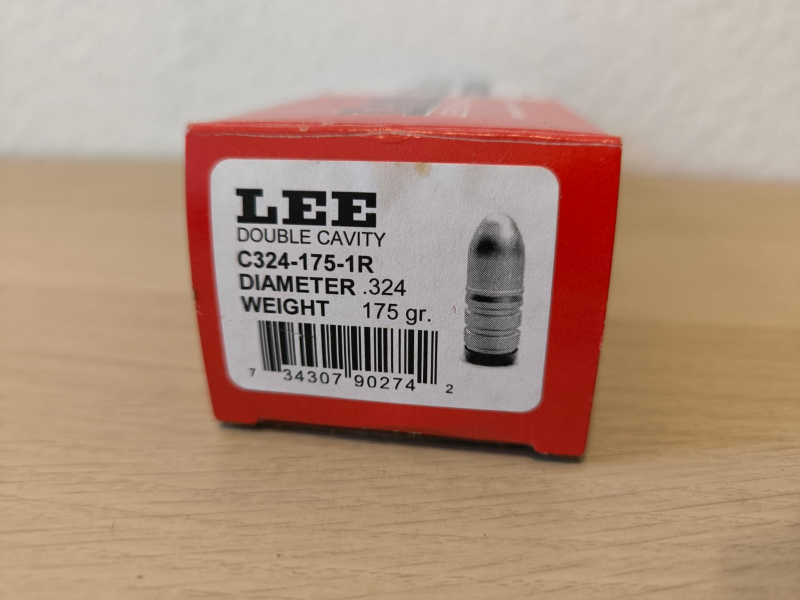 LEE
DOUBLE CAVITY
C324-175-1R
DIAMETER .324
WEIGHT 175 gr.
7 34307 90274 2